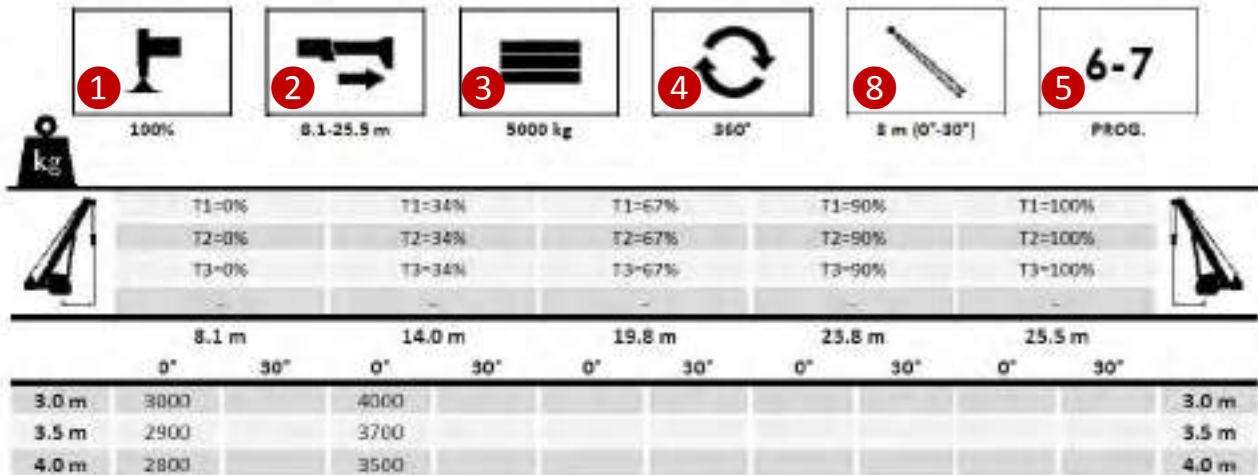 1 2 3 4 8 5 6-7
100% 8.1-25.5 m 5000 kg 360° 8 m (0°-30°) PROG.
kg
T1=0% T1=34% T1=67% T1=90% T1=100%
T2=0% T2=34% T2=67% T2=90% T2=100%
T3=0% T3=34% T3=67% T3=90% T3=100%
- - - - -
8.1 m 14.0 m 19.8 m 23.8 m 25.5 m
0° 30° 0° 30° 0° 30° 0° 30° 0° 30°
3.0 m 3000 4000 3.0 m
3.5 m 2900 3700 3.5 m
4.0 m 2800 3500 4.0 m